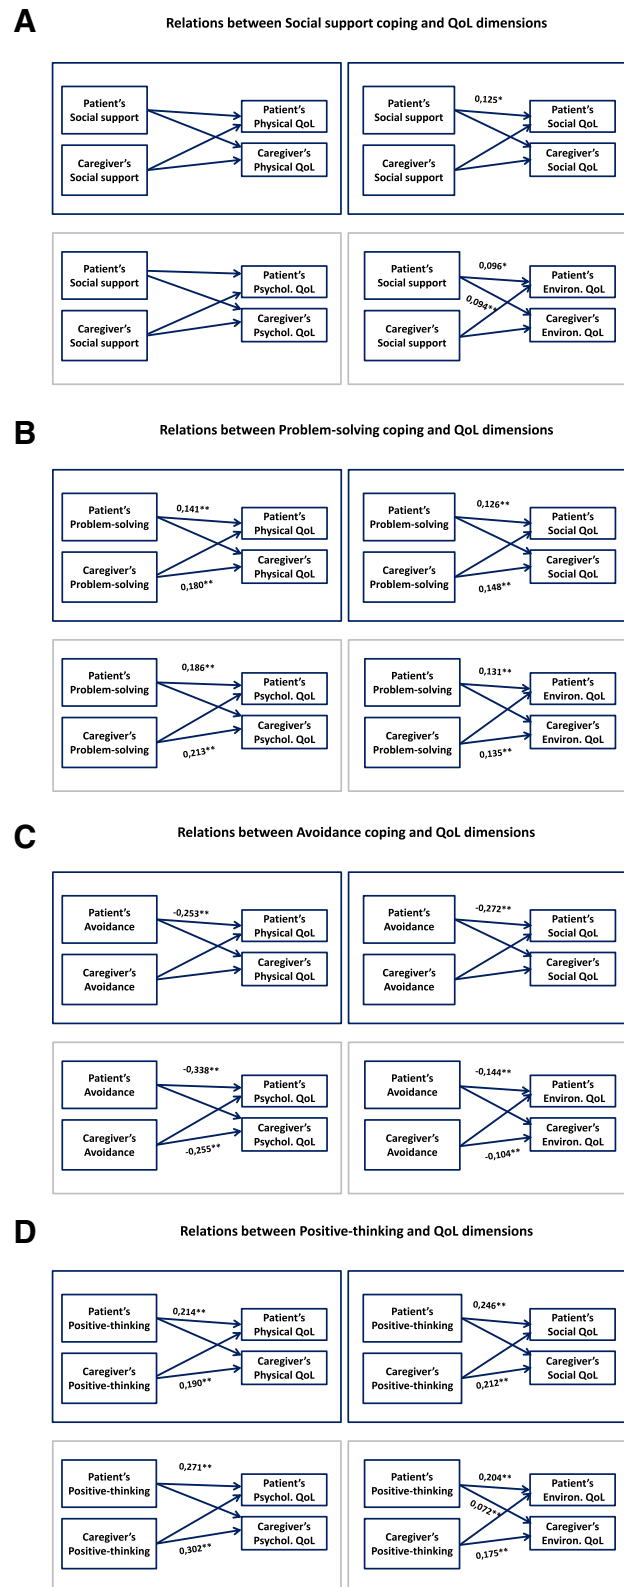 A
Relations between Social support coping and QoL dimensions
Patient's
Social support
Caregiver's
Social support
Patient's
Physical QoL
Caregiver's
Physical QoL
Patient's
Social support
Caregiver's
Social support
0,125*
Patient's
Social QoL
Caregiver's
Social QoL
Patient's
Social support
Caregiver's
Social support
Patient's
Psychol. QoL
Caregiver's
Psychol. QoL
Patient's
Social support
Caregiver's
Social support
0,096*
0,094**
Patient's
Environ. QoL
Caregiver's
Environ. QoL
B
Relations between Problem-solving coping and QoL dimensions
Patient's
Problem-solving
Caregiver's
Problem-solving
0,141**
0,180**
Patient's
Physical QoL
Caregiver's
Physical QoL
Patient's
Problem-solving
Caregiver's
Problem-solving
0,126**
0,148**
Patient's
Social QoL
Caregiver's
Social QoL
Patient's
Problem-solving
Caregiver's
Problem-solving
0,186**
0,213**
Patient's
Psychol. QoL
Caregiver's
Psychol. QoL
Patient's
Problem-solving
Caregiver's
Problem-solving
0,131**
0,135**
Patient's
Environ. QoL
Caregiver's
Environ. QoL
C
Relations between Avoidance coping and QoL dimensions
Patient's
Avoidance
Caregiver's
Avoidance
-0,253**
Patient's
Physical QoL
Caregiver's
Physical QoL
Patient's
Avoidance
Caregiver's
Avoidance
-0,272**
Patient's
Social QoL
Caregiver's
Social QoL
Patient's
Avoidance
Caregiver's
Avoidance
-0,338**
-0,255**
Patient's
Psychol. QoL
Caregiver's
Psychol. QoL
Patient's
Avoidance
Caregiver's
Avoidance
-0,144**
-0,104**
Patient's
Environ. QoL
Caregiver's
Environ. QoL
D
Relations between Positive-thinking and QoL dimensions
Patient's
Positive-thinking
Caregiver's
Positive-thinking
0,214**
0,190**
Patient's
Physical QoL
Caregiver's
Physical QoL
Patient's
Positive-thinking
Caregiver's
Positive-thinking
0,246**
0,212**
Patient's
Social QoL
Caregiver's
Social QoL
Patient's
Positive-thinking
Caregiver's
Positive-thinking
0,271**
0,302**
Patient's
Psychol. QoL
Caregiver's
Psychol. QoL
Patient's
Positive-thinking
Caregiver's
Positive-thinking
0,204**
0,072**
0,175**
Patient's
Environ. QoL
Caregiver's
Environ. QoL